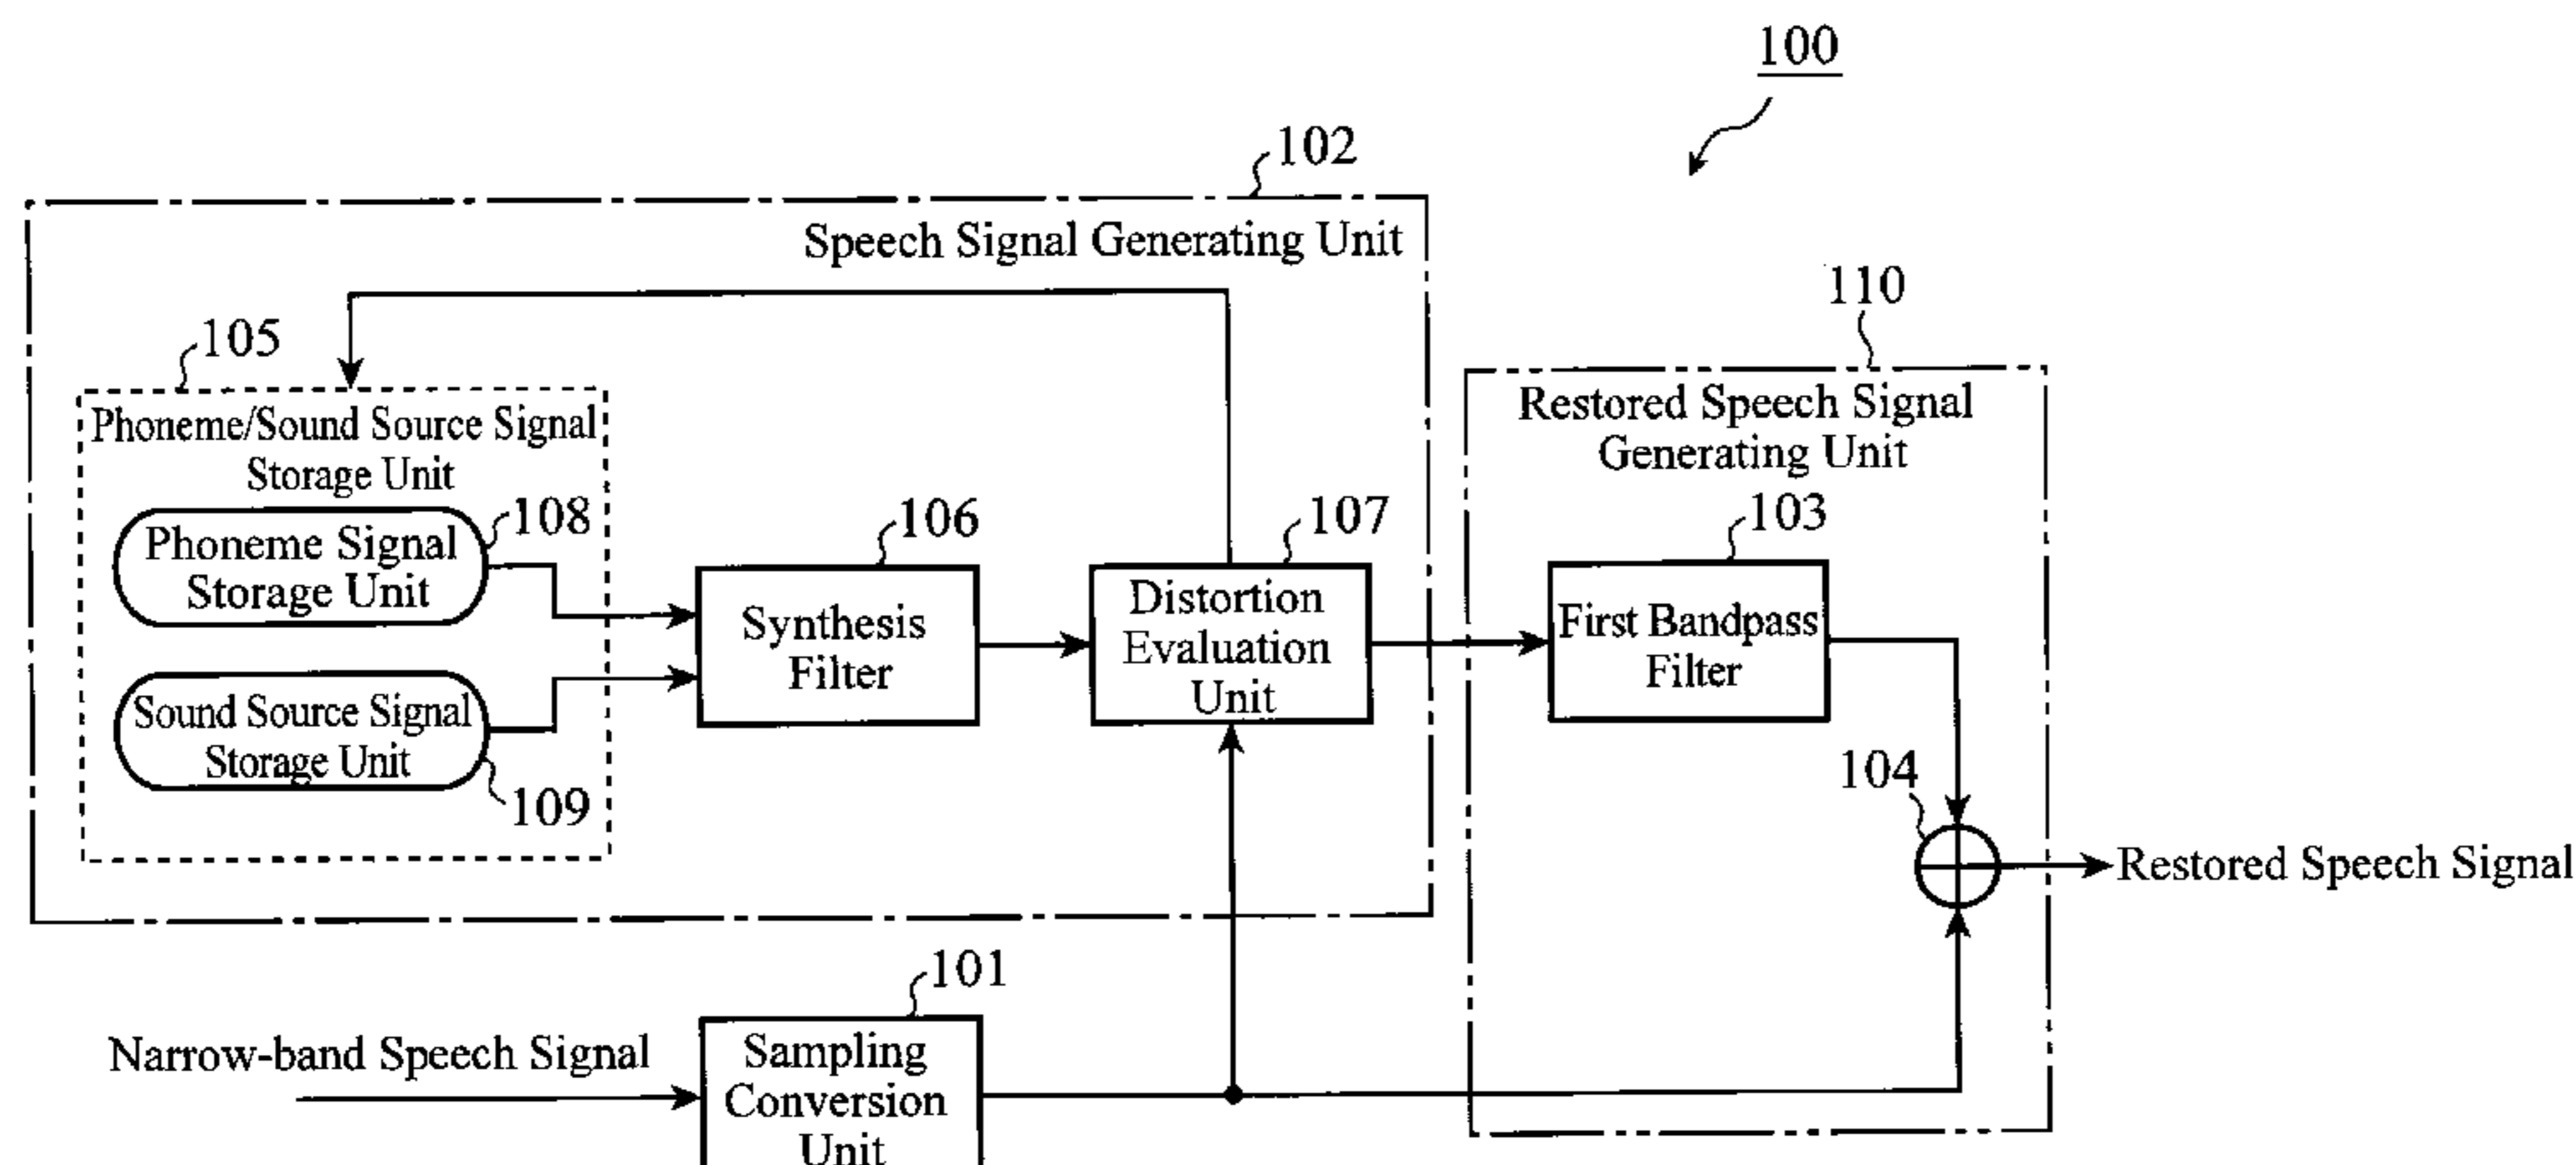 100
102
Speech Signal Generating Unit
110
105
Restored Speech Signal
Generating Unit
Phoneme/Sound Source Signal
Storage Unit
108
106
107
103
Phoneme Signal
Storage Unit
Synthesis
Filter
Distortion
Evaluation
Unit
First Bandpass
Filter
Sound Source Signal
Storage Unit
109
104
Restored Speech Signal
101
Narrow-band Speech Signal
Sampling
Conversion
Unit